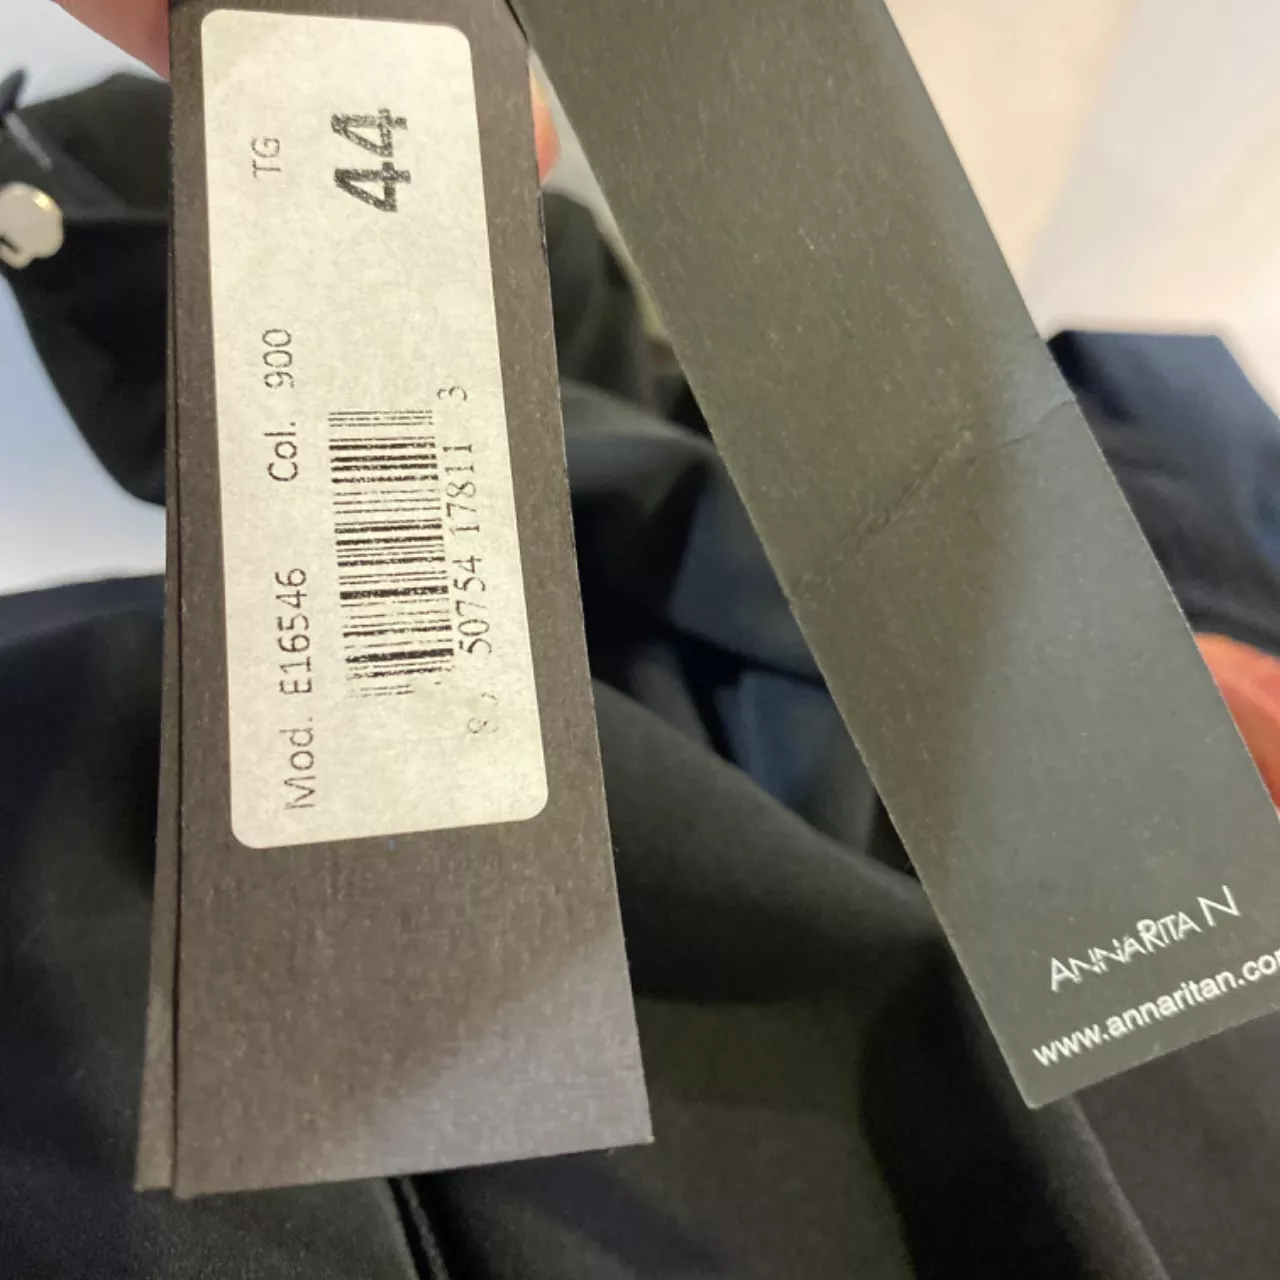 TG
44
Mod. E16546 Col. 900
50754 17811 3
ANNARITA N
www.annaritan.co